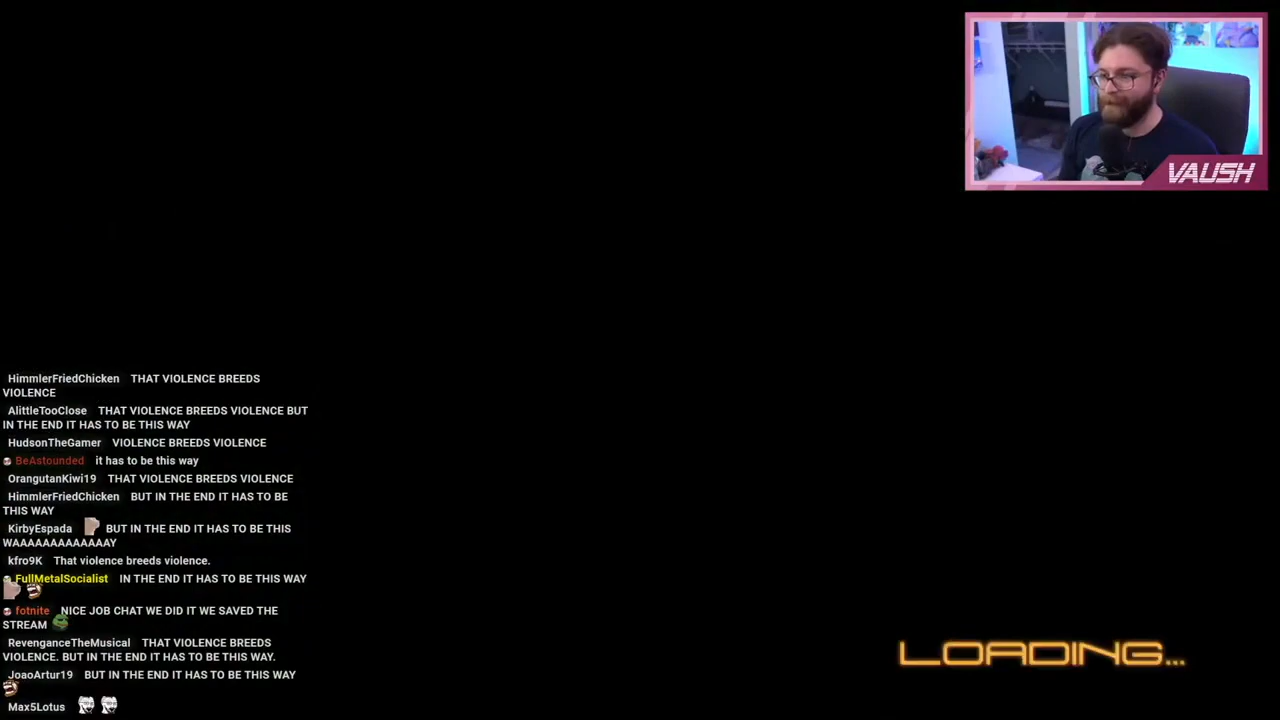 VAUSH
HimmlerFriedChicken THAT VIOLENCE BREEDS
VIOLENCE
AlittleTooClose THAT VIOLENCE BREEDS VIOLENCE BUT
IN THE END IT HAS TO BE THIS WAY
HudsonTheGamer VIOLENCE BREEDS VIOLENCE
BeAstounded it has to be this way
OrangutanKiwi19 THAT VIOLENCE BREEDS VIOLENCE
HimmlerFriedChicken BUT IN THE END IT HAS TO BE
THIS WAY
KirbyEspada BUT IN THE END IT HAS TO BE THIS
WAAAAAAAAAAAAAY
kfro9K That violence breeds violence.
FullMetalSocialist IN THE END IT HAS TO BE THIS WAY
fotnite NICE JOB CHAT WE DID IT WE SAVED THE
STREAM
RevenganceTheMusical THAT VIOLENCE BREEDS
VIOLENCE. BUT IN THE END IT HAS TO BE THIS WAY.
JoaoArtur19 BUT IN THE END IT HAS TO BE THIS WAY
Max5Lotus
LOADING...